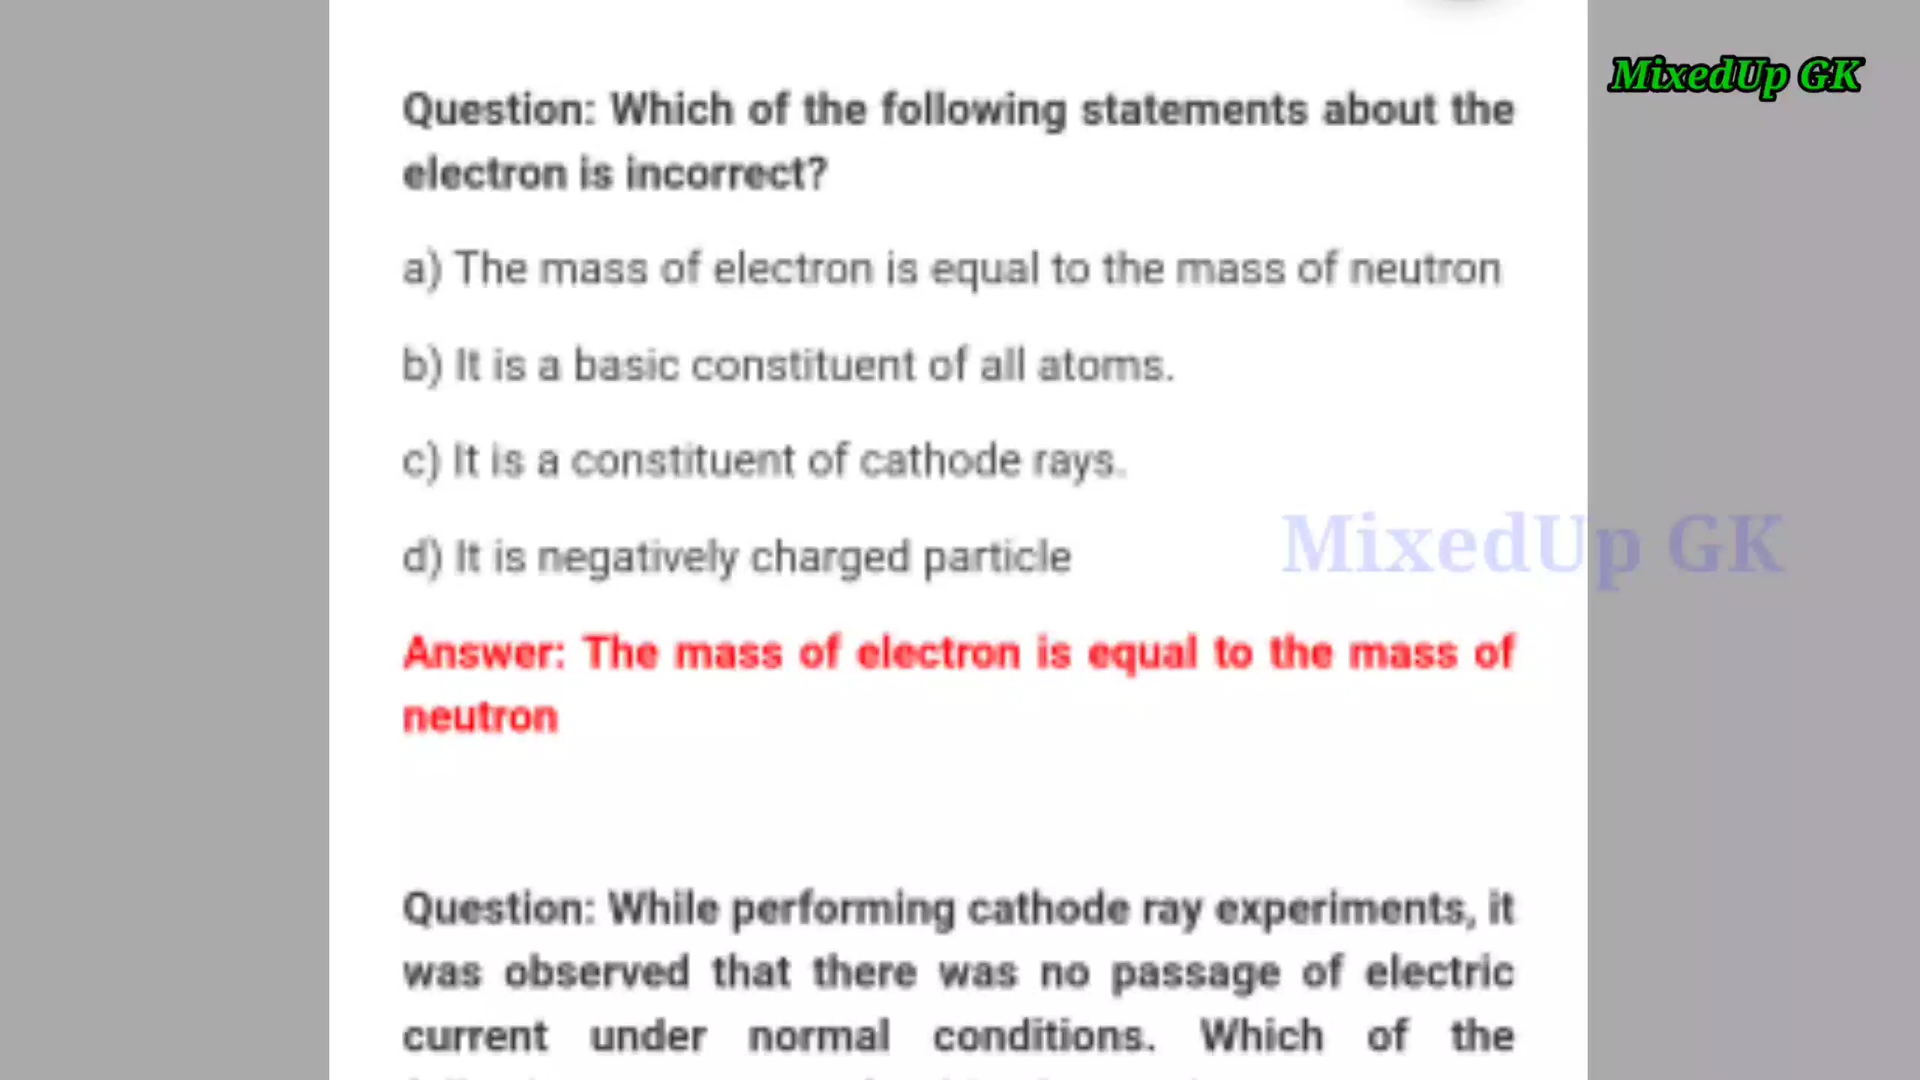 MixedUp GK
Question: Which of the following statements about the
electron is incorrect?
a) The mass of electron is equal to the mass of neutron
b) It is a basic constituent of all atoms.
c) It is a constituent of cathode rays.
d) It is negatively charged particle
MixedUp GK
Answer: The mass of electron is equal to the mass of
neutron
Question: While performing cathode ray experiments, it
was observed that there was no passage of electric
current under normal conditions. Which of the